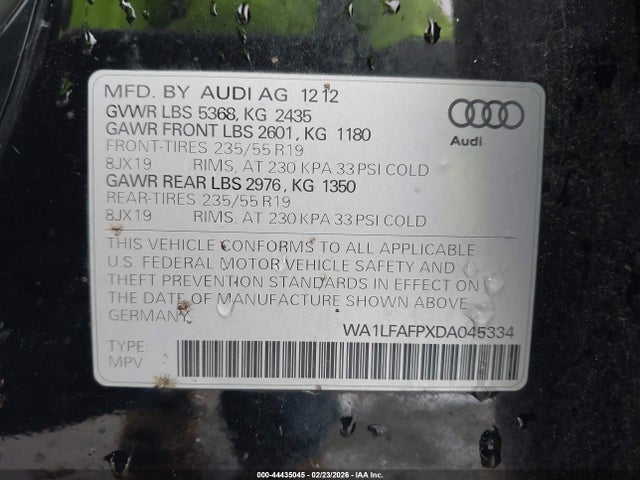 MFD. BY AUDI AG 12 12
GVWR LBS 5368, KG 2435
GAWR FRONT LBS 2601, KG 1180
FRONT-TIRES 235/55 R19
8JX19 RIMS, AT 230 KPA 33 PSI COLD
GAWR REAR LBS 2976, KG 1350
REAR-TIRES 235/55 R19
8JX19 RIMS, AT 230 KPA 33 PSI COLD
Audi
THIS VEHICLE CONFORMS TO ALL APPLICABLE
U.S. FEDERAL MOTOR VEHICLE SAFETY AND
THEFT PREVENTION STANDARDS IN EFFECT ON
THE DATE OF MANUFACTURE SHOWN ABOVE
GERMANY
WA1LFAFPXDA045334
TYPE:
MPV
000-44435045 - 02/23/2026 - IAA Inc.